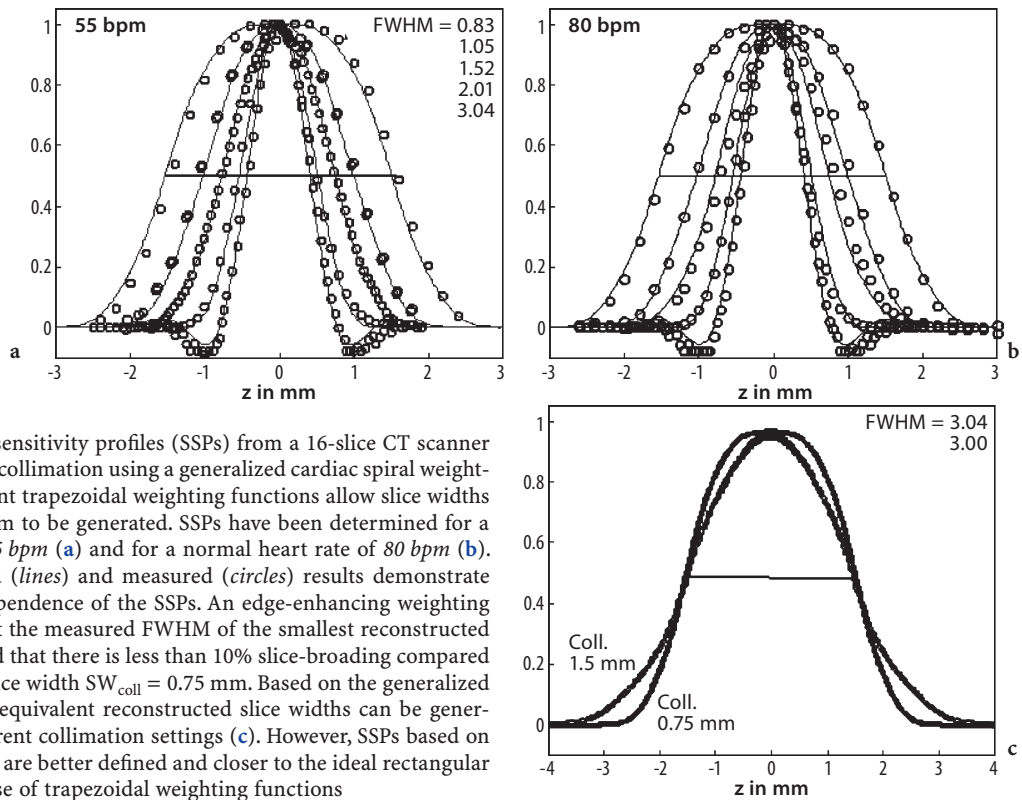 55 bpm
FWHM = 0.83
1.05
1.52
2.01
3.04
1
0.8
0.6
0.4
0.2
0
-3 -2 -1 0 1 2 3
z in mm
a
80 bpm
1
0.8
0.6
0.4
0.2
0
-3 -2 -1 0 1 2 3
z in mm
b
sensitivity profiles (SSPs) from a 16-slice CT scanner
collimation using a generalized cardiac spiral weight-
nt trapezoidal weighting functions allow slice widths
m to be generated. SSPs have been determined for a
5 bpm (a) and for a normal heart rate of 80 bpm (b).
d (lines) and measured (circles) results demonstrate
pendence of the SSPs. An edge-enhancing weighting
t the measured FWHM of the smallest reconstructed
d that there is less than 10% slice-broading compared
ice width SWcoll = 0.75 mm. Based on the generalized
equivalent reconstructed slice widths can be gener-
rent collimation settings (c). However, SSPs based on
are better defined and closer to the ideal rectangular
se of trapezoidal weighting functions
FWHM = 3.04
3.00
1
0.8
0.6
0.4
0.2
0
Coll.
1.5 mm
Coll.
0.75 mm
-4 -3 -2 -1 0 1 2 3 4
z in mm
c